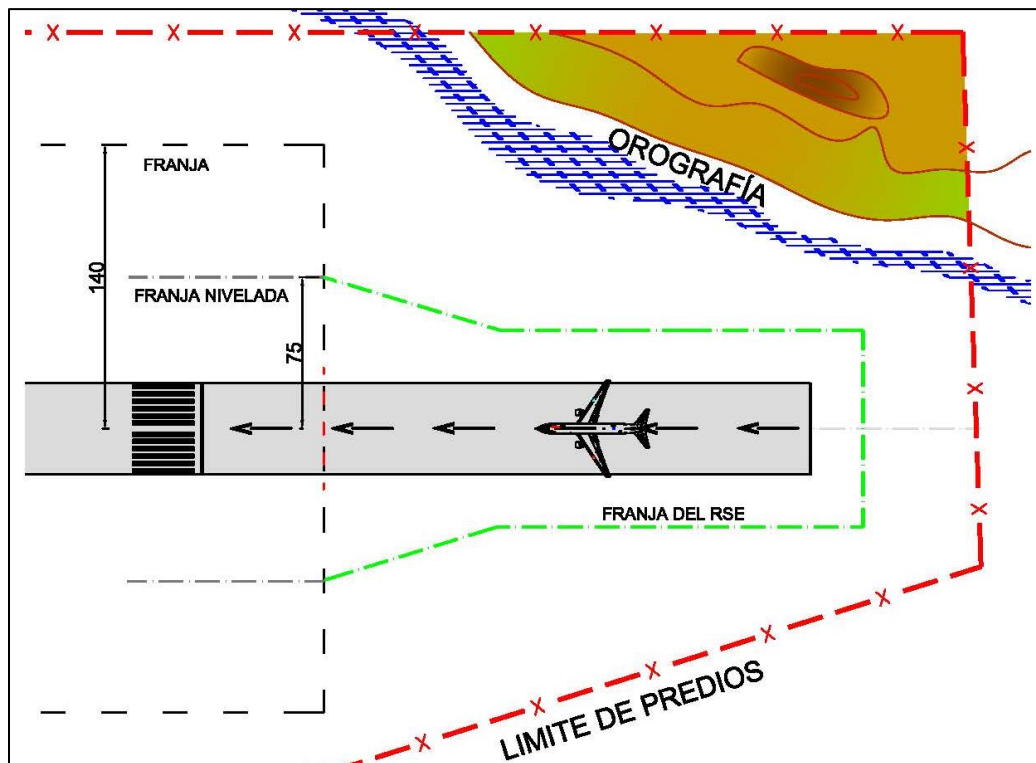 FRANJA
140
FRANJA NIVELADA
75
OROGRAFÍA
FRANJA DEL RSE
LIMITE DE PREDIOS